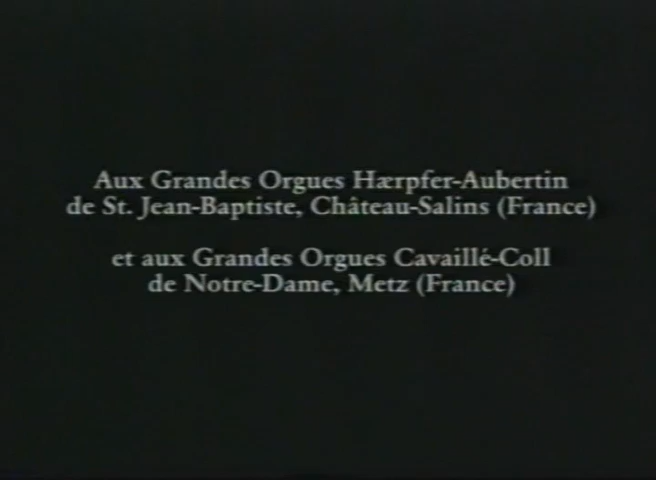 Aux Grandes Orgues Hærpfer-Aubertin
de St. Jean-Baptiste, Château-Salins (France)
et aux Grandes Orgues Cavaillé-Coll
de Notre-Dame, Metz (France)